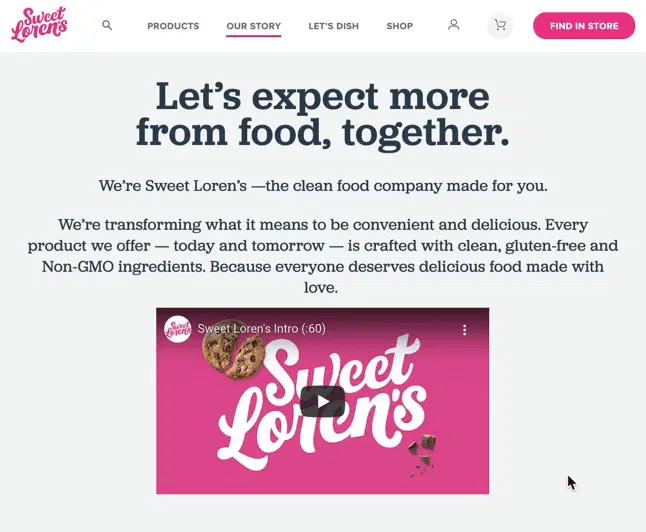 Sweet
Loren's
PRODUCTS
OUR STORY
LET'S DISH
SHOP
FIND IN STORE
Let's expect more
from food, together.
We're Sweet Loren's —the clean food company made for you.
We're transforming what it means to be convenient and delicious. Every
product we offer — today and tomorrow — is crafted with clean, gluten-free and
Non-GMO ingredients. Because everyone deserves delicious food made with
love.
Sweet
Loren's
Sweet Loren's Intro (:60)
Sweet
Loren's